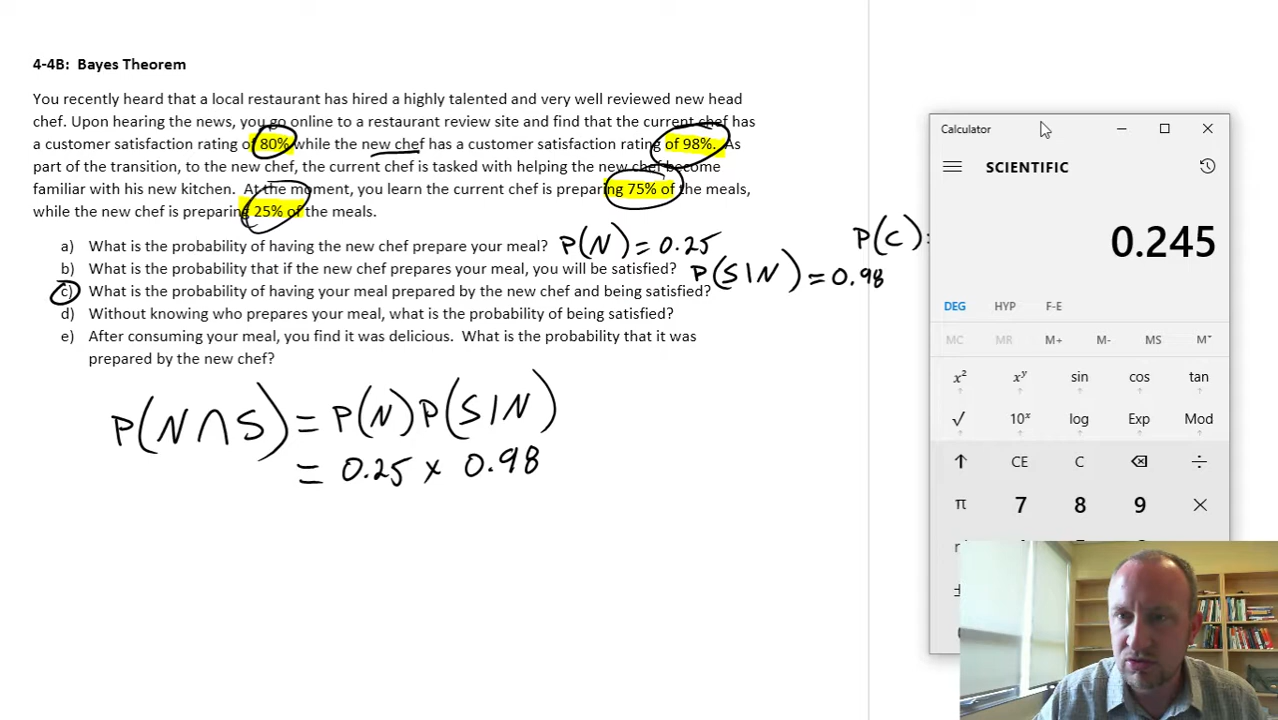 4-4B: Bayes Theorem
You recently heard that a local restaurant has hired a highly talented and very well reviewed new head
chef. Upon hearing the news, you go online to a restaurant review site and find that the current chef has
a customer satisfaction rating of 80% while the new chef has a customer satisfaction rating of 98%. As
part of the transition, to the new chef, the current chef is tasked with helping the new chef become
familiar with his new kitchen. At the moment, you learn the current chef is preparing 75% of the meals,
while the new chef is preparing 25% of the meals.
a) What is the probability of having the new chef prepare your meal? P(N) = 0.25 P(C) =
b) What is the probability that if the new chef prepares your meal, you will be satisfied? P(S|N) = 0.98
c) What is the probability of having your meal prepared by the new chef and being satisfied?
d) Without knowing who prepares your meal, what is the probability of being satisfied?
e) After consuming your meal, you find it was delicious. What is the probability that it was
prepared by the new chef?
P(N∩S) = P(N)P(S|N)
= 0.25 x 0.98
Calculator
SCIENTIFIC
0.245
DEG HYP F-E
MC MR M+ M- MS M˅
x² xʸ sin cos tan
√ 10ˣ log Exp Mod
↑ CE C ⌫ ÷
π 7 8 9 ×